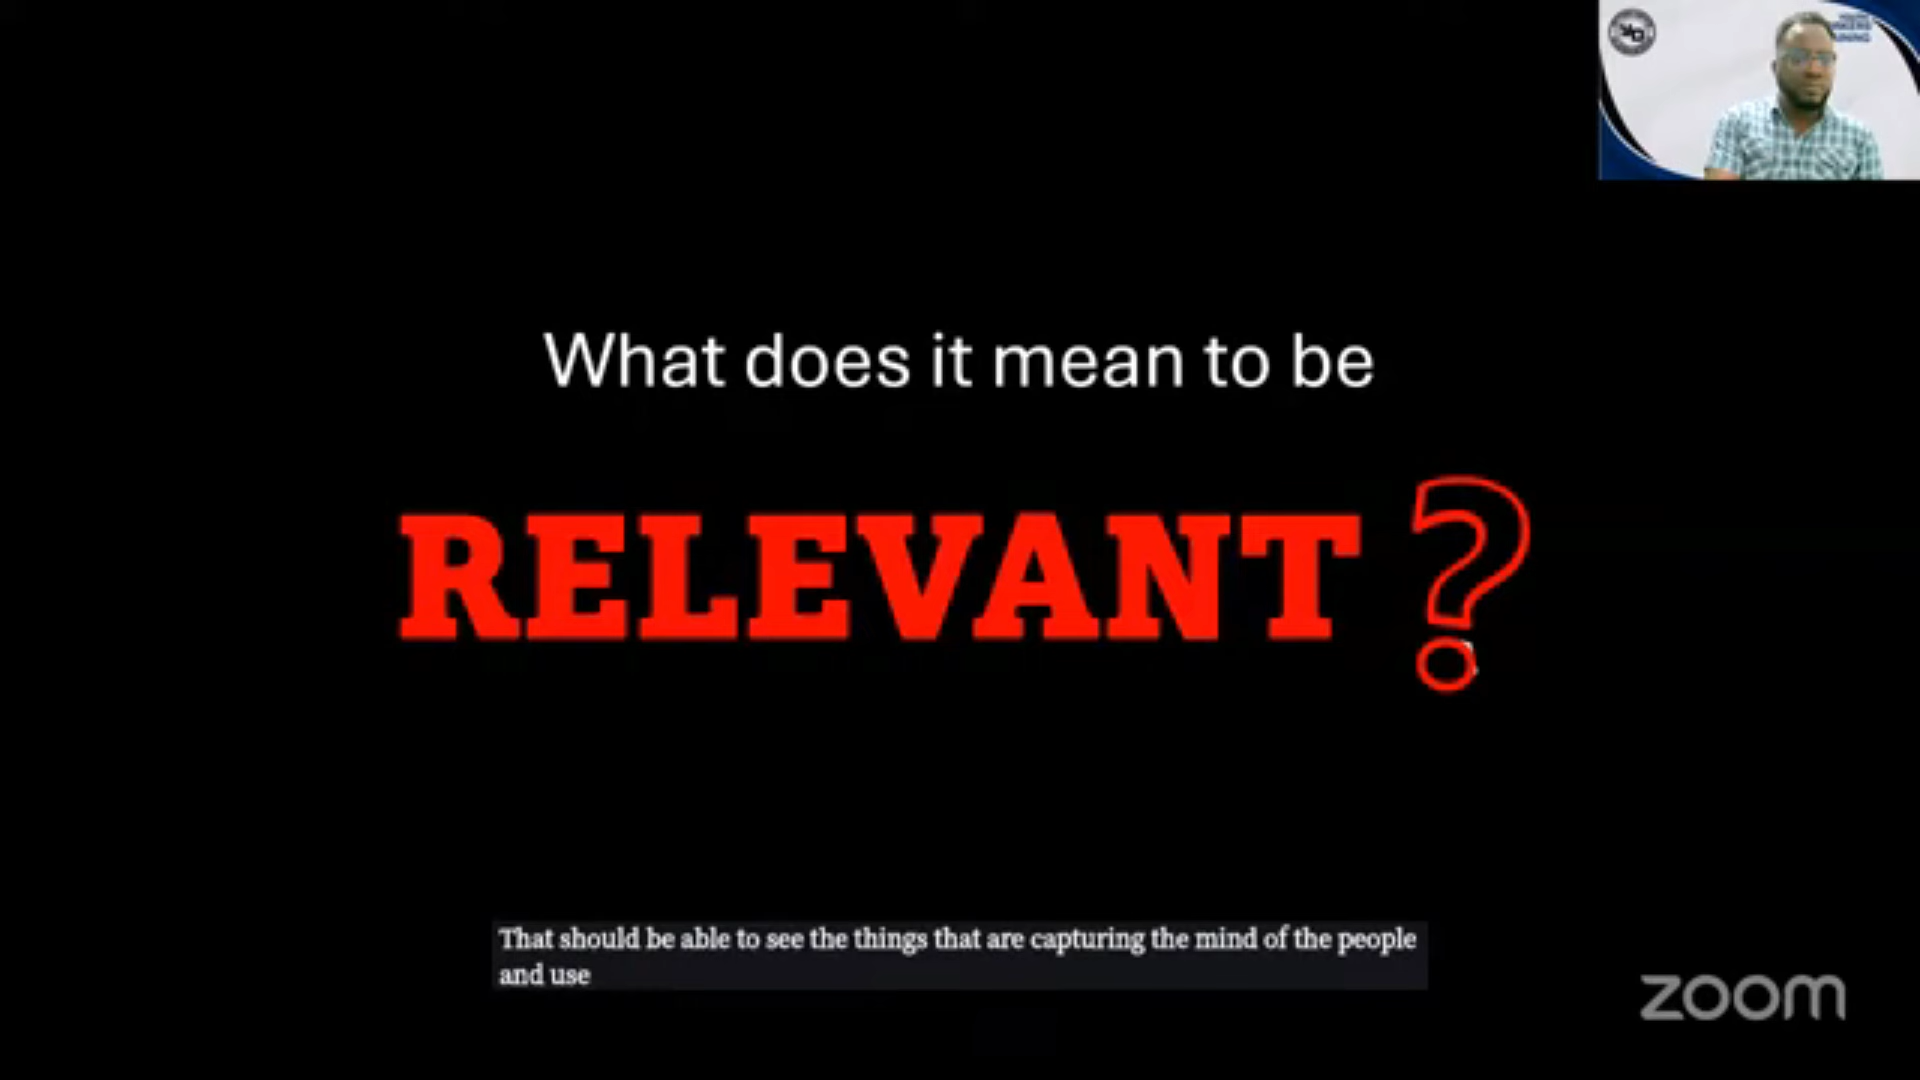 What does it mean to be
RELEVANT?
That should be able to see the things that are capturing the mind of the people
and use
zoom